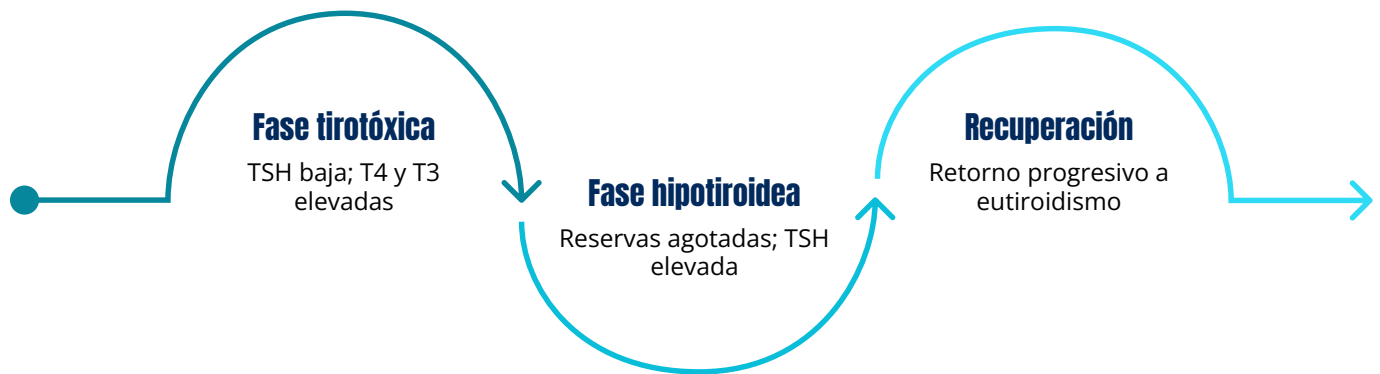 Fase tirotóxica
TSH baja; T4 y T3
elevadas
Fase hipotiroidea
Reservas agotadas; TSH
elevada
Recuperación
Retorno progresivo a
eutiroidismo